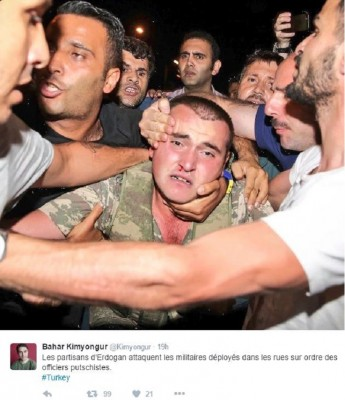 Bahar Kimyongur @Kimyongur · 15h
Les partisans d'Erdogan attaquent les militaires déployés dans les rues sur ordre des
officiers putschistes.
#Turkey
99 21